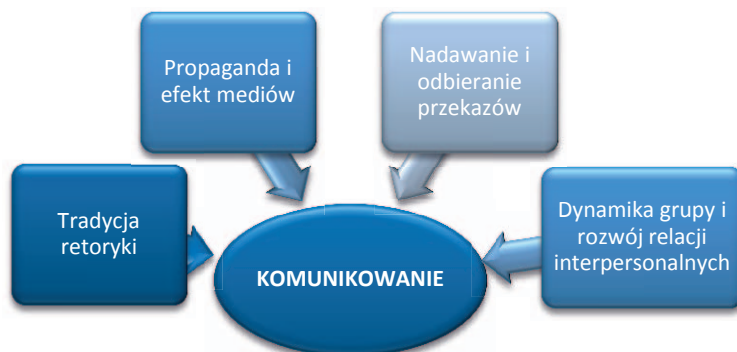 Propaganda i
efekt mediów
Nadawanie i
odbieranie
przekazów
Tradycja
retoryki
Dynamika grupy i
rozwój relacji
interpersonalnych
KOMUNIKOWANIE